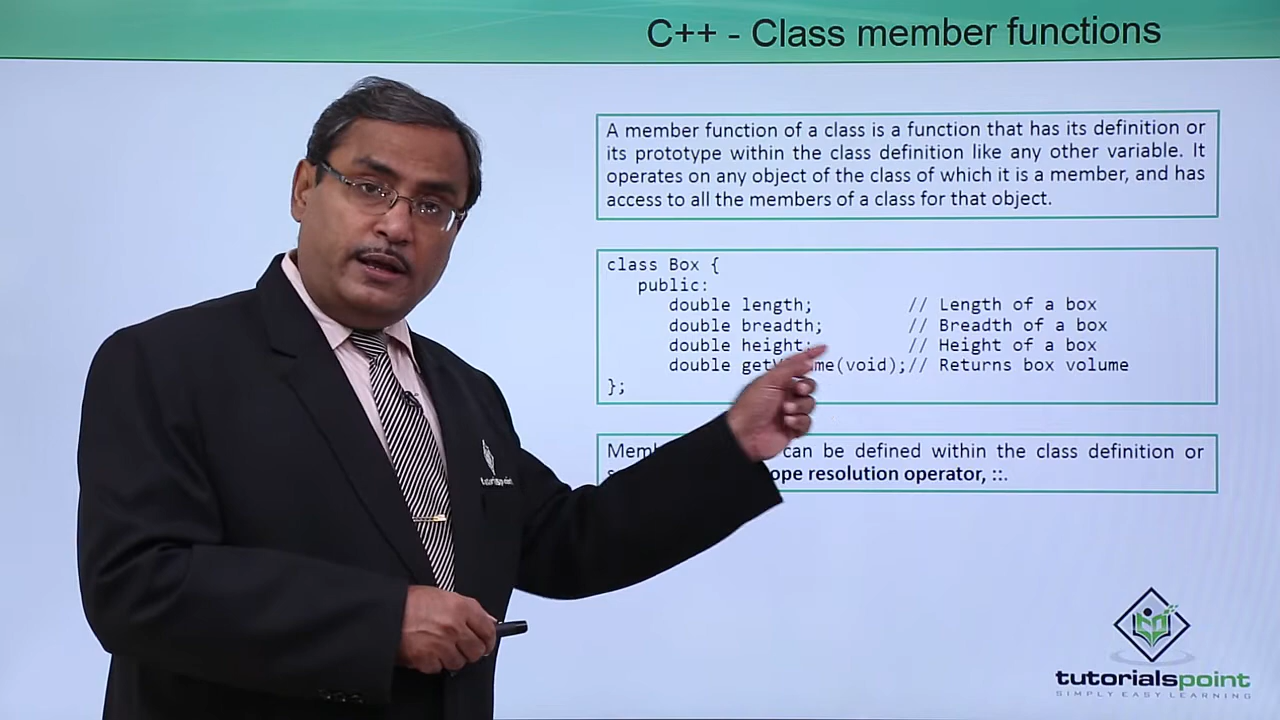 C++ - Class member functions
A member function of a class is a function that has its definition or
its prototype within the class definition like any other variable. It
operates on any object of the class of which it is a member, and has
access to all the members of a class for that object.
class Box {
public:
double length; // Length of a box
double breadth; // Breadth of a box
double height; // Height of a box
double me(void);// Returns box volume
};
can be defined within the class definition or
resolution operator, ::.
tutorialspoint
tutorialspoint
SIMPLY EASY LEARNING